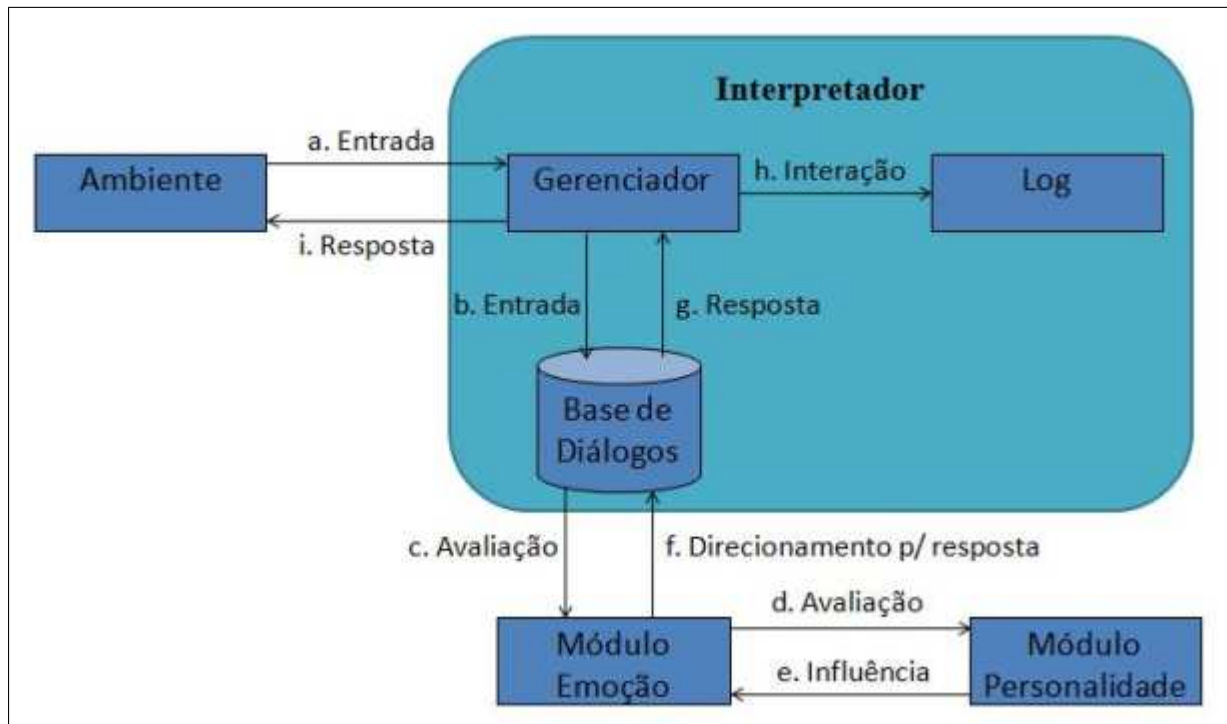 Interpretador
a. Entrada
Ambiente
Gerenciador
h. Interação
Log
i. Resposta
b. Entrada
g. Resposta
Base de
Diálogos
c. Avaliação
f. Direcionamento p/ resposta
d. Avaliação
Módulo
Emoção
e. Influência
Módulo
Personalidade